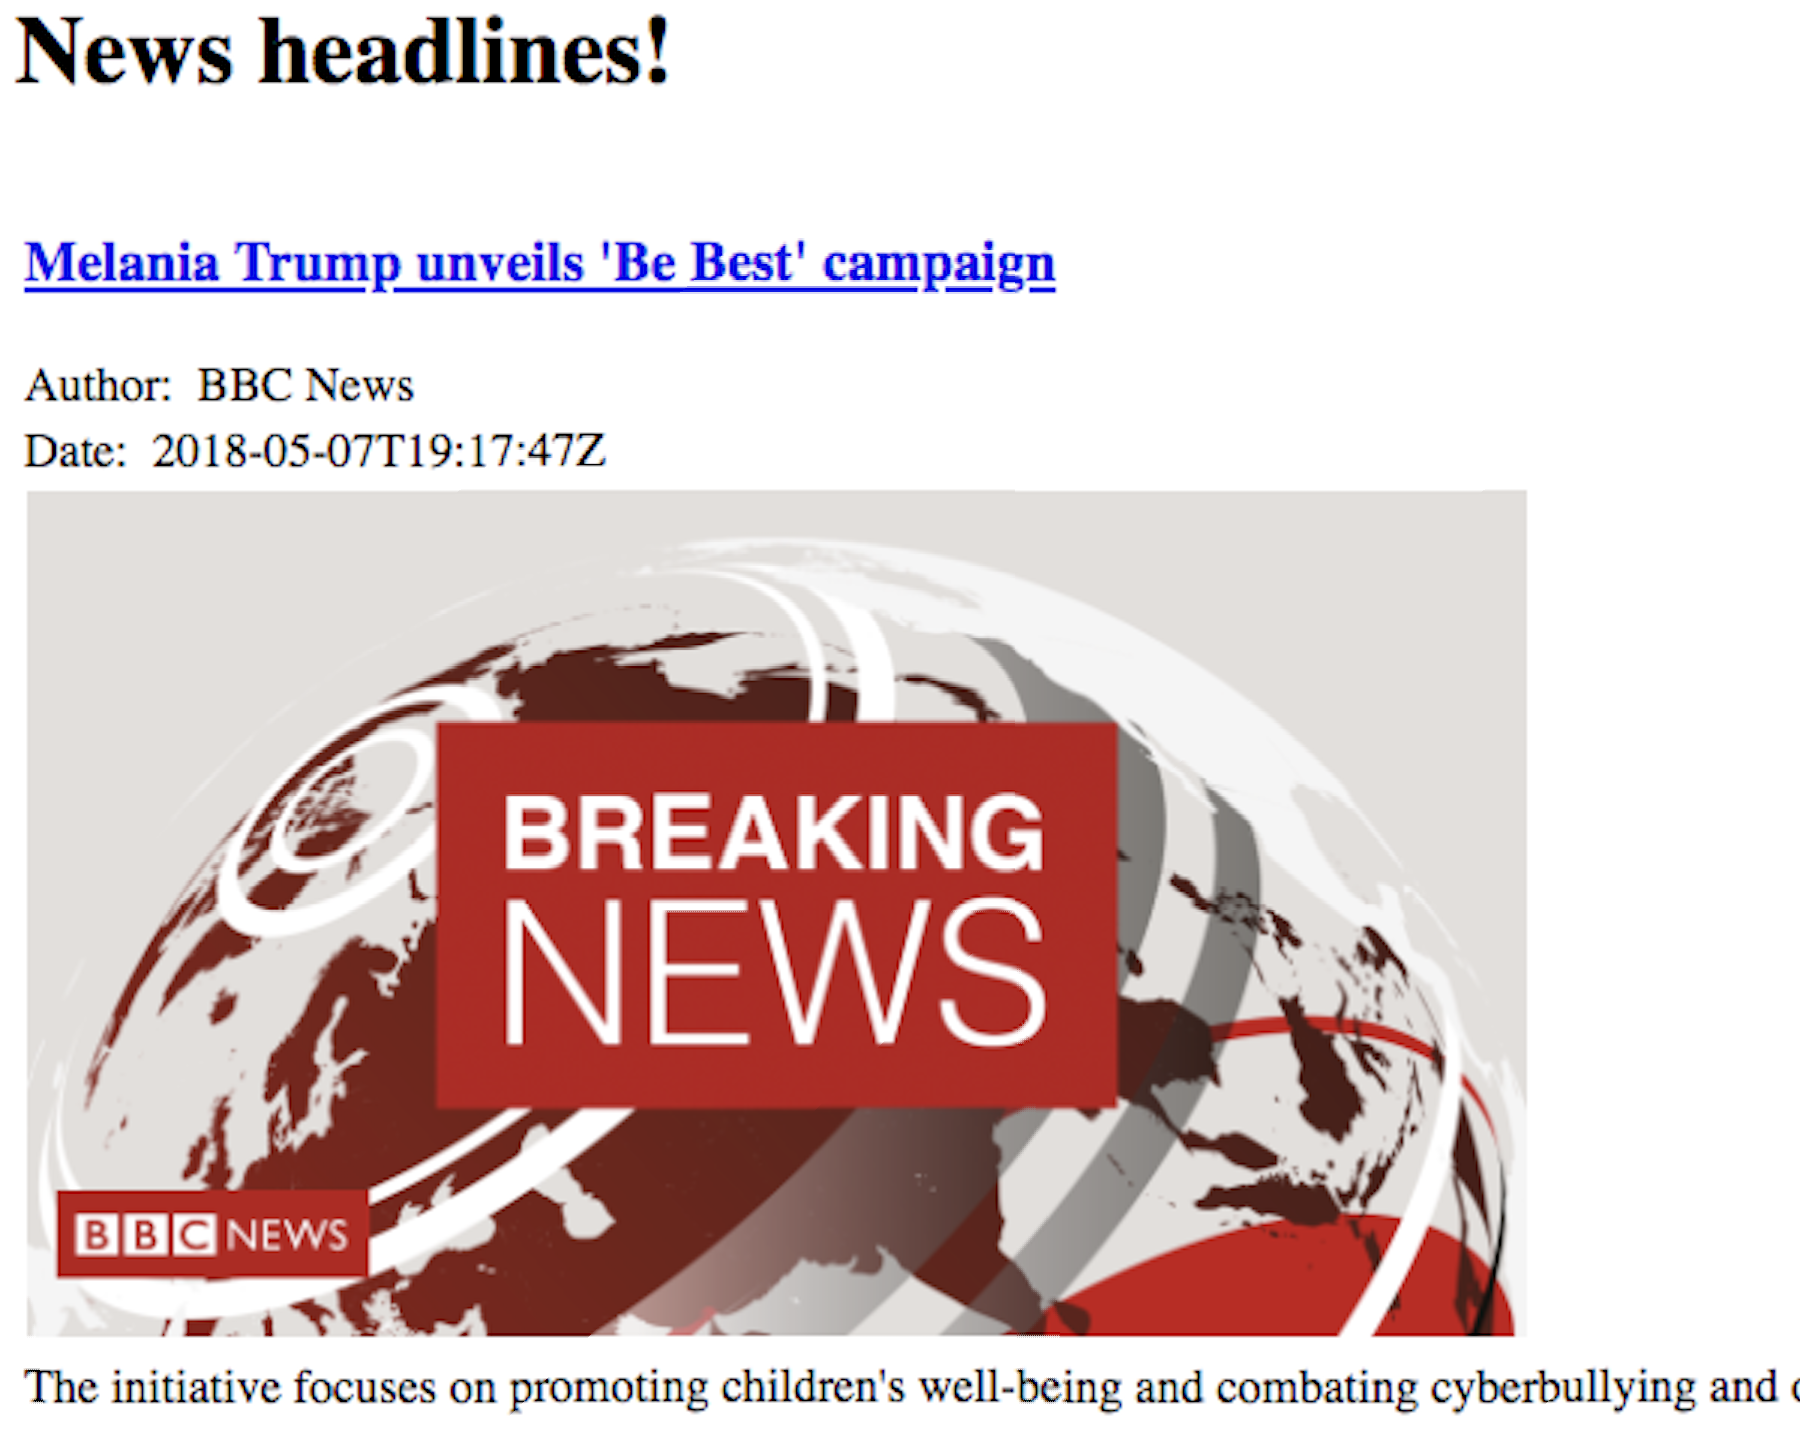 News headlines!
Melania Trump unveils 'Be Best' campaign
Author: BBC News
Date: 2018-05-07T19:17:47Z
BREAKING
NEWS
BBC NEWS
The initiative focuses on promoting children's well-being and combating cyberbullying and